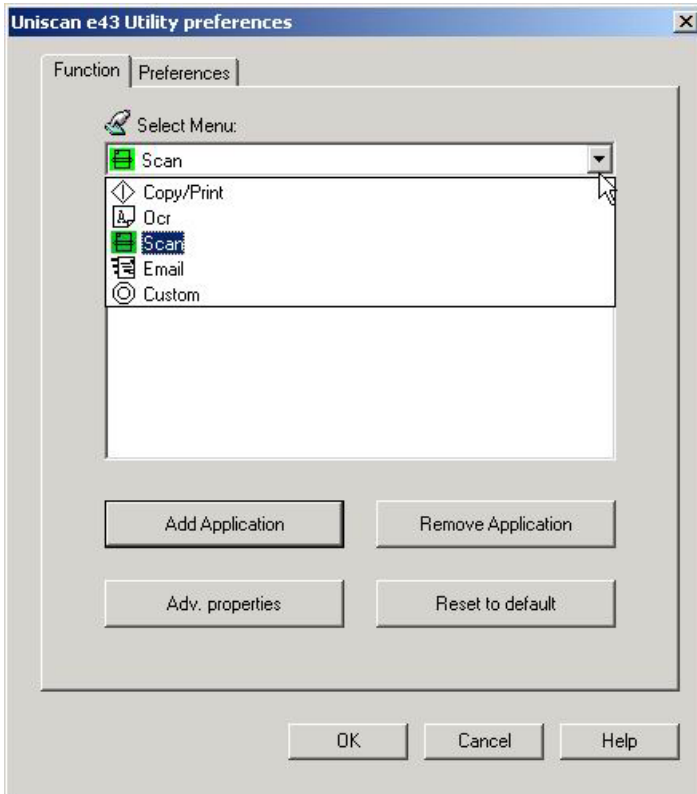 Uniscan e43 Utility preferences
Function Preferences
Select Menu:
Scan
Copy/Print
Ocr
Scan
Email
Custom
Add Application Remove Application
Adv. properties Reset to default
OK Cancel Help